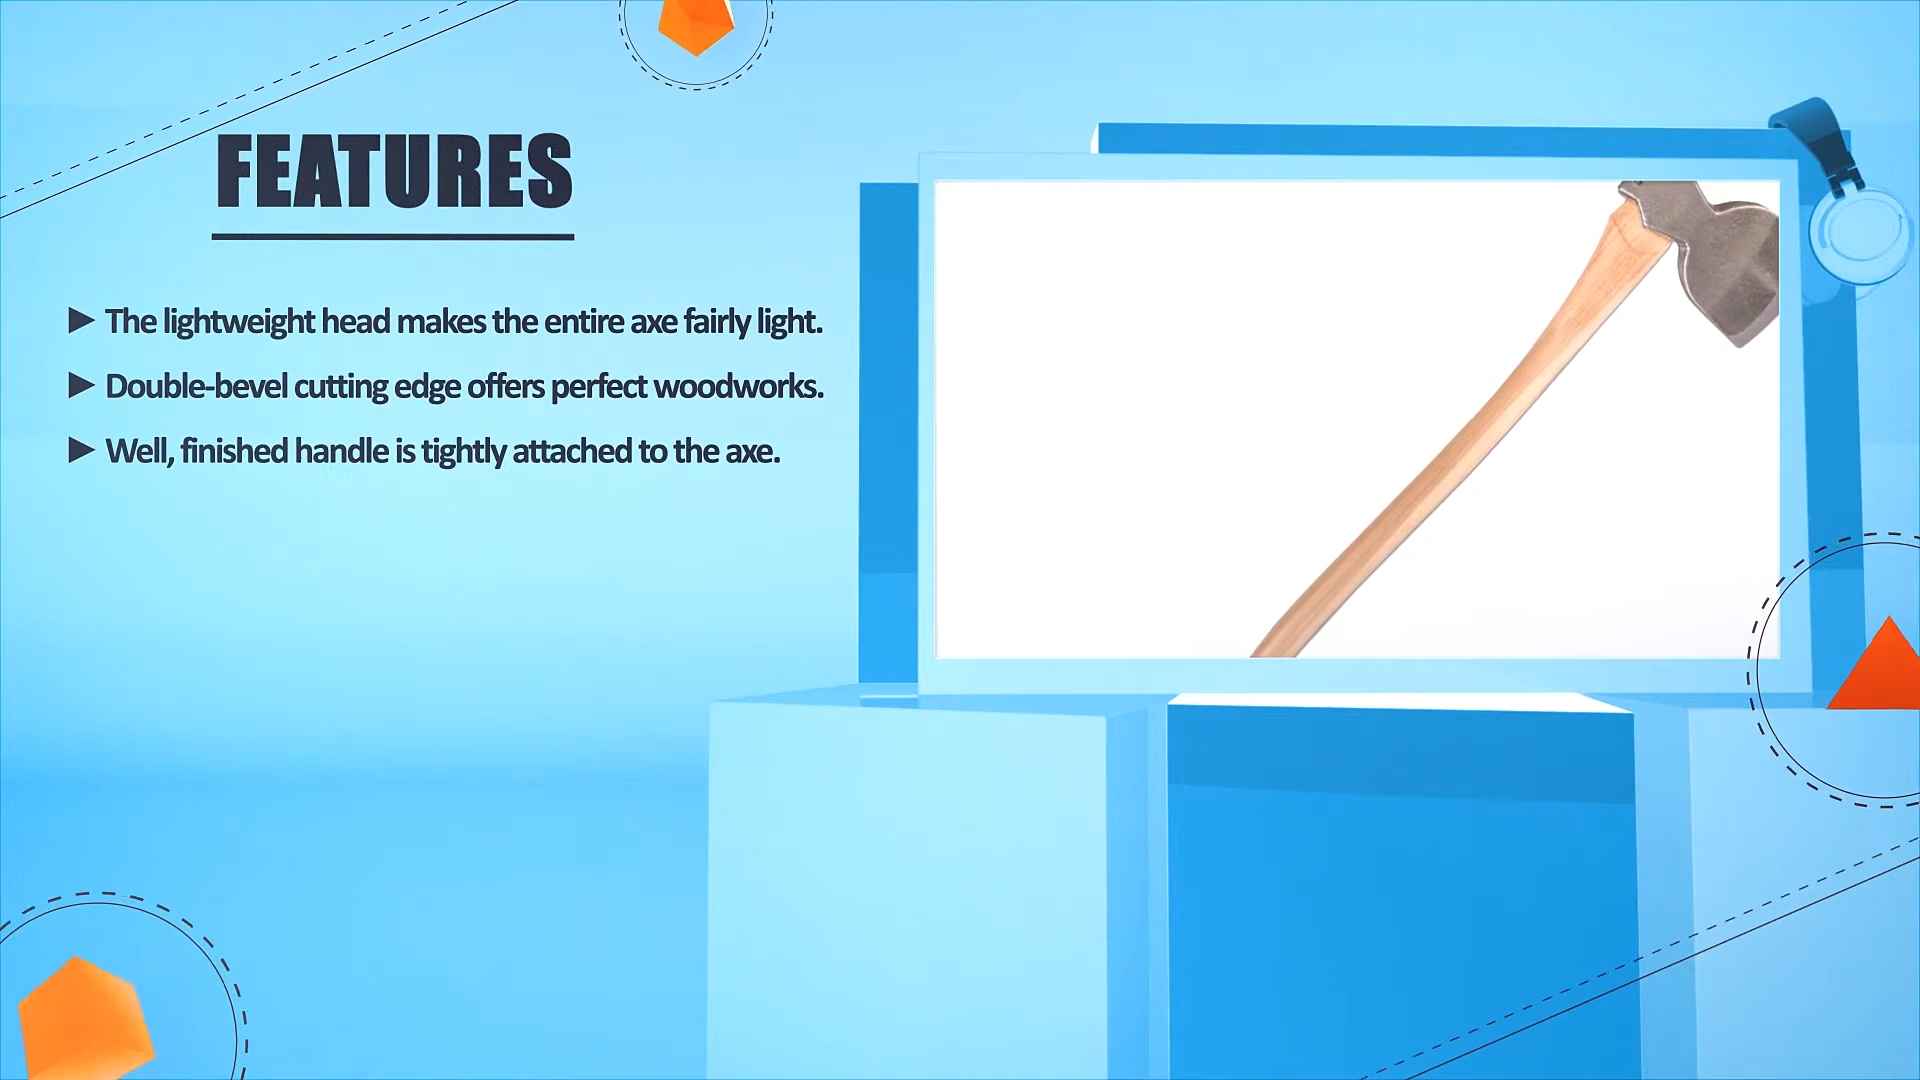 FEATURES
► The lightweight head makes the entire axe fairly light.
► Double-bevel cutting edge offers perfect woodworks.
► Well, finished handle is tightly attached to the axe.